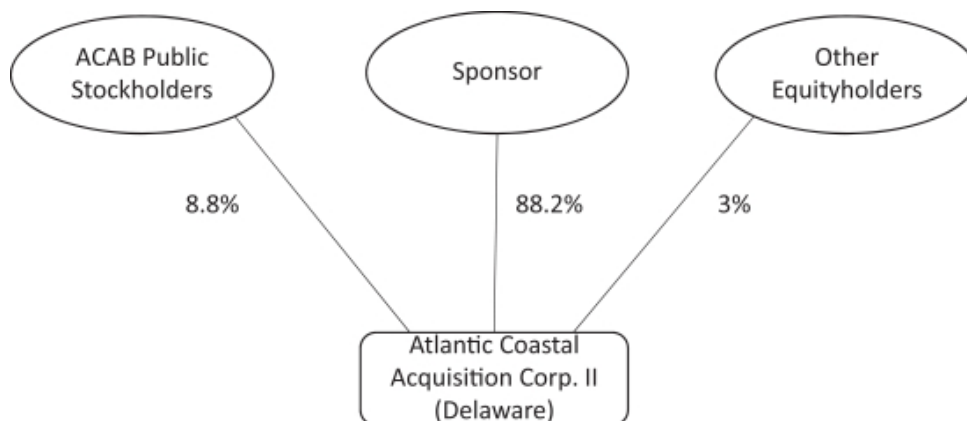 ACAB Public
Stockholders
Sponsor
Other
Equityholders
8.8%
88.2%
3%
Atlantic Coastal
Acquisition Corp. II
(Delaware)